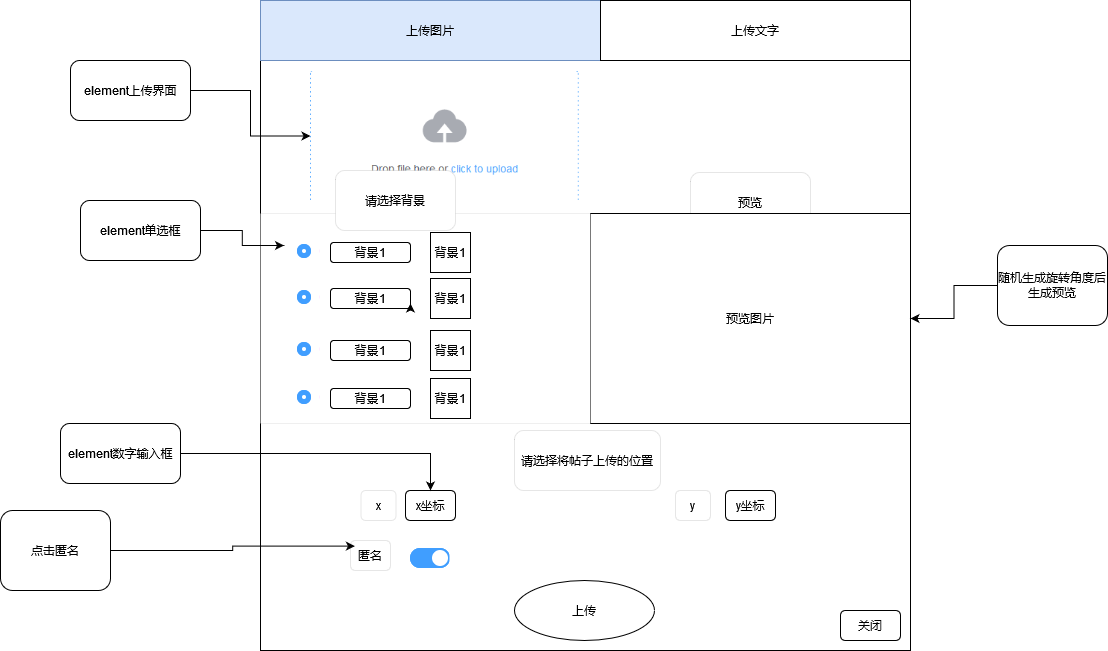 上传图片
上传文字
element上传界面
Drop file here or click to upload
请选择背景
预览
element单选框
背景1
背景1
背景1
背景1
背景1
背景1
背景1
背景1
预览图片
随机生成旋转角度后
生成预览
element数字输入框
请选择将帖子上传的位置
x
x坐标
y
y坐标
点击匿名
匿名
上传
关闭